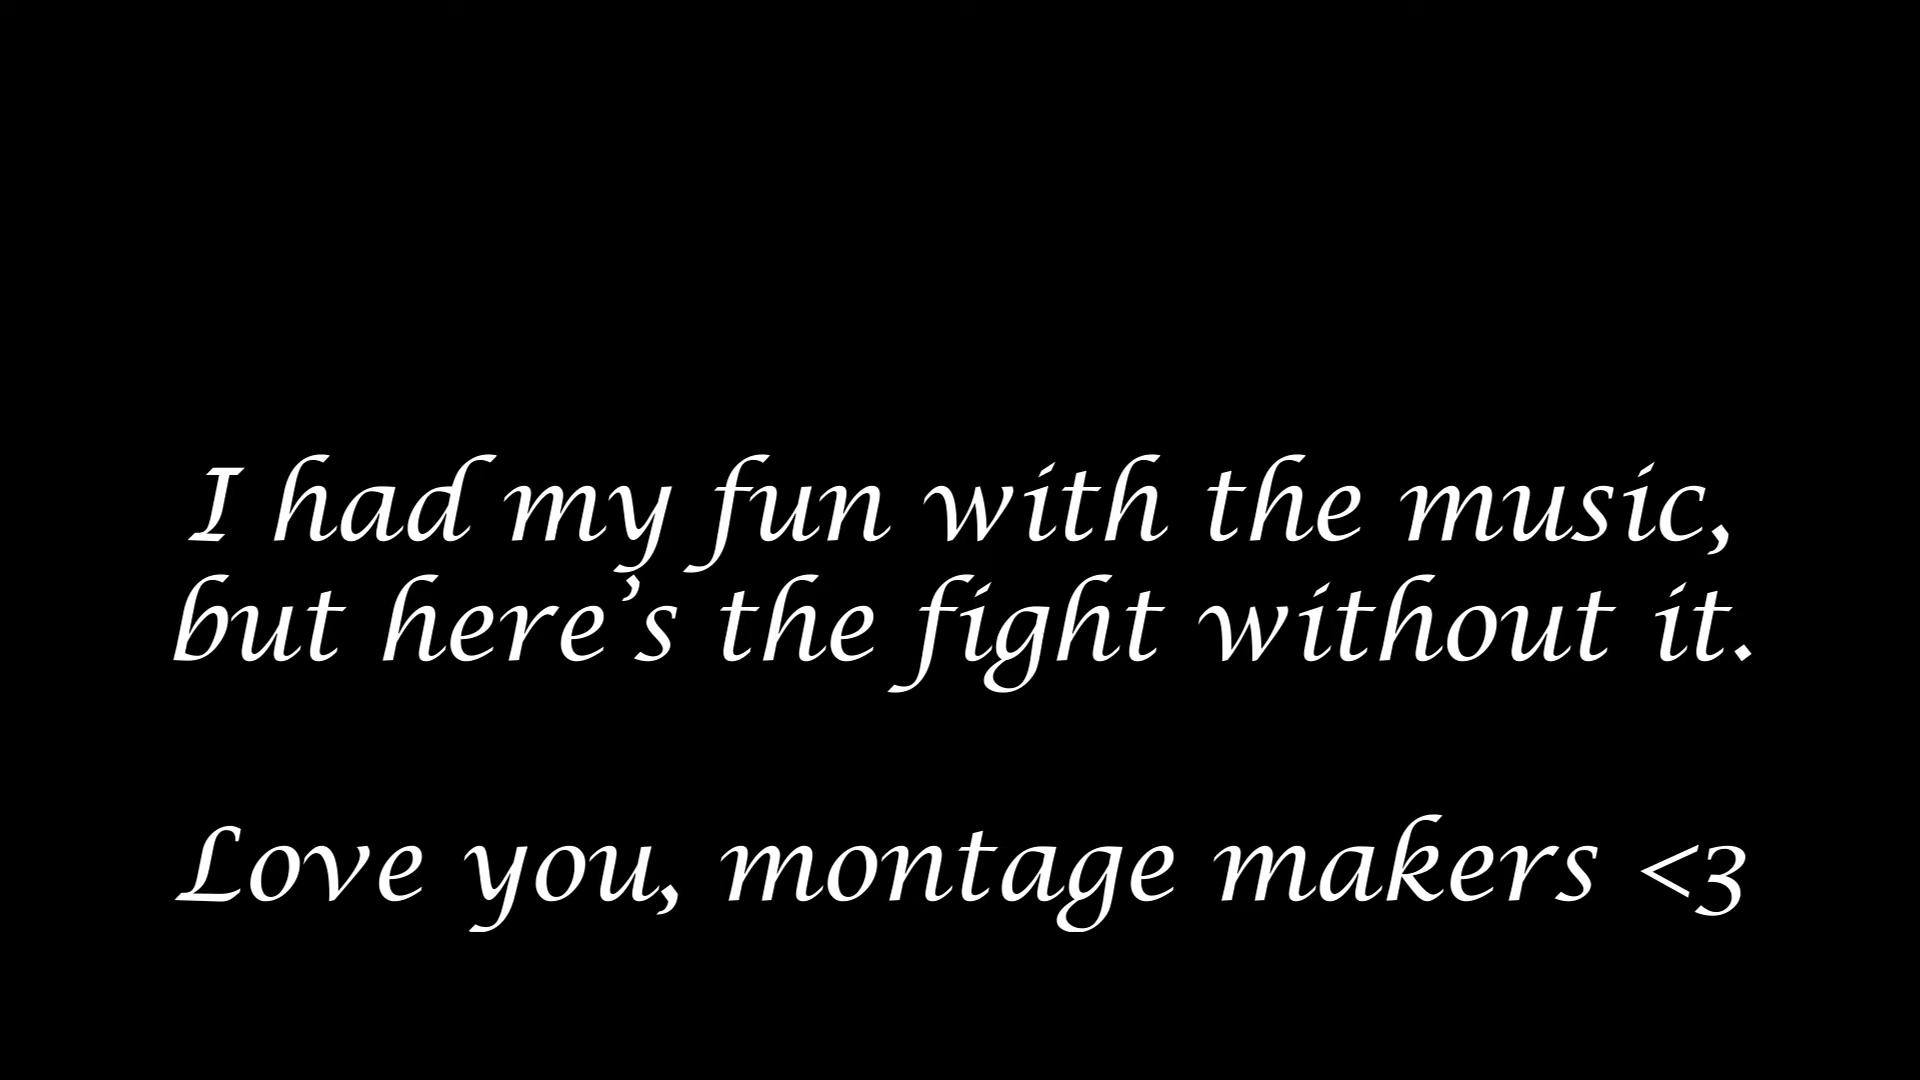 I had my fun with the music,
but here’s the fight without it.
Love you, montage makers <3